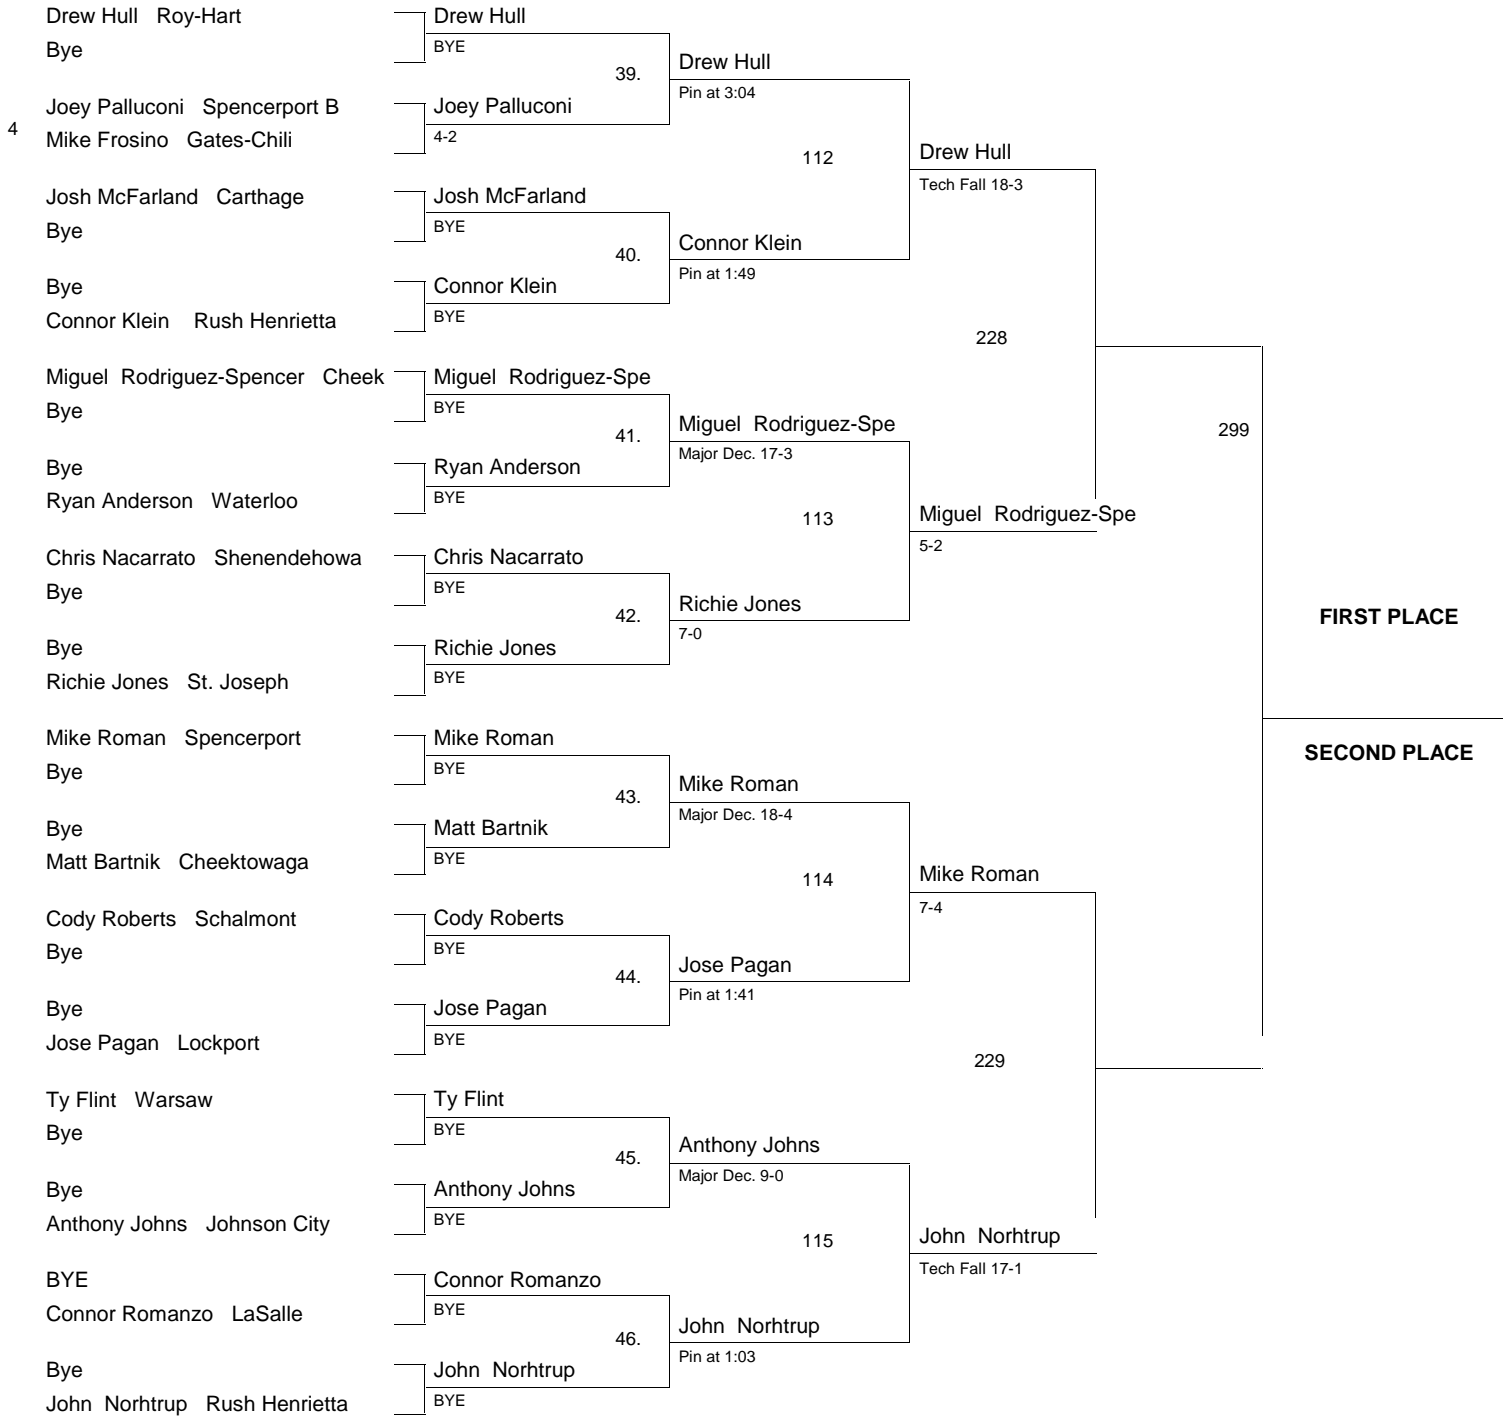 Drew Hull Roy-Hart
Bye
4
Joey Palluconi Spencerport B
Mike Frosino Gates-Chili
Josh McFarland Carthage
Bye
Bye
Connor Klein Rush Henrietta
Miguel Rodriguez-Spencer Cheek
Bye
Bye
Ryan Anderson Waterloo
Chris Nacarrato Shenendehowa
Bye
Bye
Richie Jones St. Joseph
Mike Roman Spencerport
Bye
Bye
Matt Bartnik Cheektowaga
Cody Roberts Schalmont
Bye
Bye
Jose Pagan Lockport
Ty Flint Warsaw
Bye
Bye
Anthony Johns Johnson City
BYE
Connor Romanzo LaSalle
Bye
John Norhtrup Rush Henrietta
Drew Hull
BYE
39.
Joey Palluconi
4-2
Josh McFarland
BYE
40.
Connor Klein
BYE
Miguel Rodriguez-Spe
BYE
41.
Ryan Anderson
BYE
Chris Nacarrato
BYE
42.
Richie Jones
BYE
Mike Roman
BYE
43.
Matt Bartnik
BYE
Cody Roberts
BYE
44.
Jose Pagan
BYE
Ty Flint
BYE
45.
Anthony Johns
BYE
Connor Romanzo
BYE
46.
John Norhtrup
BYE
Drew Hull
Pin at 3:04
112
Connor Klein
Pin at 1:49
Miguel Rodriguez-Spe
Major Dec. 17-3
113
Richie Jones
7-0
Mike Roman
Major Dec. 18-4
114
Jose Pagan
Pin at 1:41
Anthony Johns
Major Dec. 9-0
115
John Norhtrup
Pin at 1:03
Drew Hull
Tech Fall 18-3
228
Miguel Rodriguez-Spe
5-2
Mike Roman
7-4
229
John Norhtrup
Tech Fall 17-1
299
FIRST PLACE
SECOND PLACE